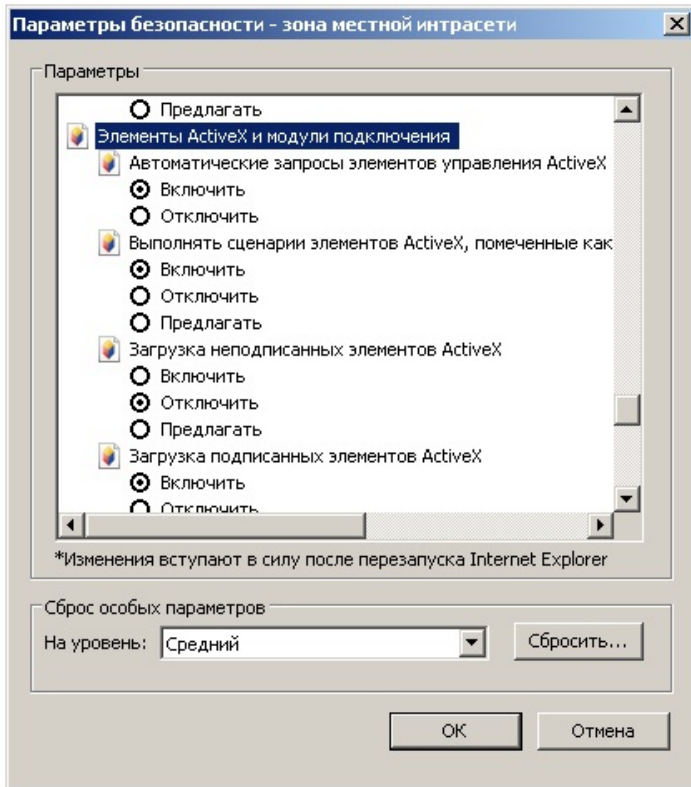 Параметры безопасности - зона местной интрасети
Параметры
Предлагать
Элементы ActiveX и модули подключения
Автоматические запросы элементов управления ActiveX
Включить
Отключить
Выполнять сценарии элементов ActiveX, помеченные как
Включить
Отключить
Предлагать
Загрузка неподписанных элементов ActiveX
Включить
Отключить
Предлагать
Загрузка подписанных элементов ActiveX
Включить
Отключить
*Изменения вступают в силу после перезапуска Internet Explorer
Сброс особых параметров
На уровень: Средний Сбросить...
ОК Отмена